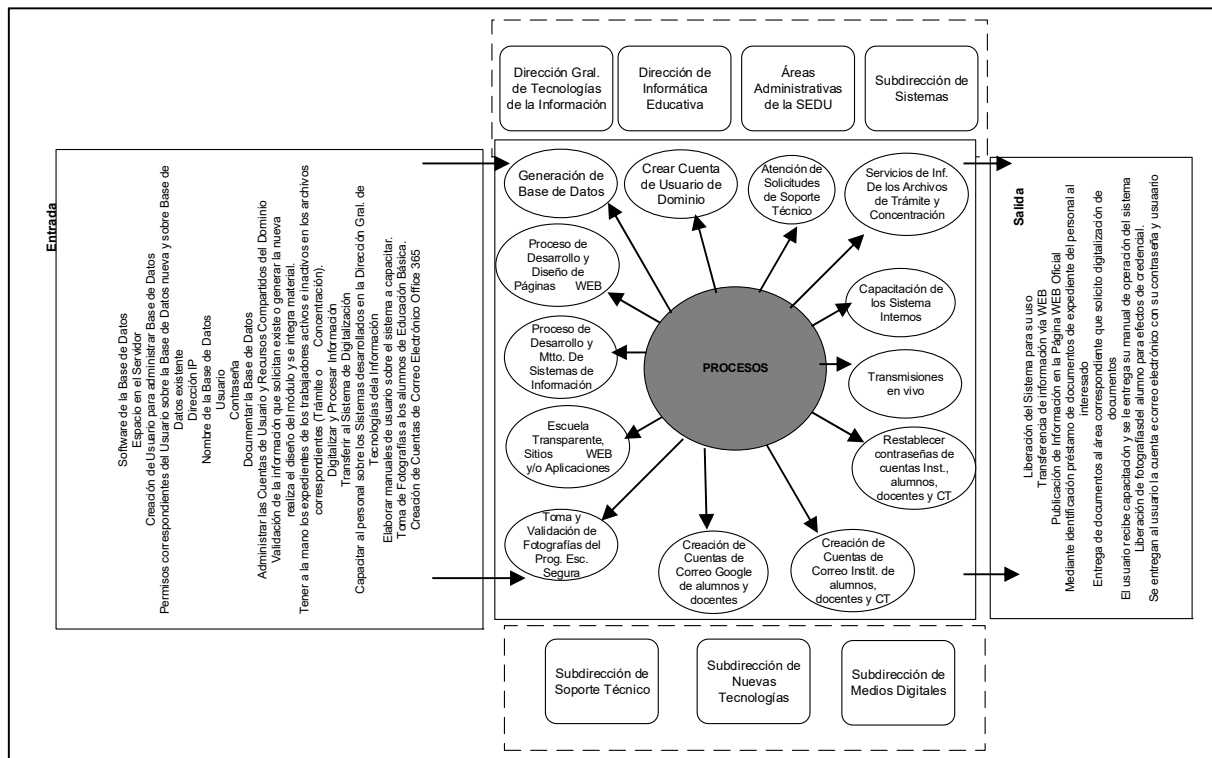 Dirección Gral.
de Tecnologías
de la Información
Dirección de
Informática
Educativa
Áreas
Administrativas
de la SEDU
Subdirección de
Sistemas
Entrada
Software de la Base de Datos
Espacio en el Servidor
Creación de Usuario para administrar Base de Datos
Permisos correspondientes del Usuario sobre la Base de Datos nueva y sobre Base de
Datos existente
Dirección IP
Nombre de la Base de Datos
Usuario
Contraseña
Documentar la Base de Datos
Administrar las Cuentas de Usuario y Recursos Compartidos del Dominio
Validación de la información que solicitan existe o generar la nueva
realiza el diseño del módulo y se integra material.
Tener a la mano los expedientes de los trabajadores activos e inactivos en los archivos
correspondientes (Trámite o Concentración).
Digitalizar y Procesar Información
Transferir al Sistema de Digitalización
Capacitar al personal sobre los Sistemas desarrollados en la Dirección Gral. de
Tecnologías dela Información
Elaborar manuales de usuario sobre el sistema a capacitar.
Toma de Fotografías a los alumnos de Educación Básica.
Creación de Cuentas de Correo Electrónico Office 365
Generación de
Base de Datos
Crear Cuenta
de Usuario de
Dominio
Atención de
Solicitudes de
Soporte
Técnico
Servicios de Inf.
De los Archivos
de Trámite y
Concentración
Proceso de
Desarrollo y
Diseño de
Páginas WEB
Capacitación de
los Sistema
Internos
Proceso de
Desarrollo y
Mtto. De
Sistemas de
Información
PROCESOS
Transmisiones
en vivo
Escuela
Transparente,
Sitios WEB
y/o Aplicaciones
Restablecer
contraseñas de
cuentas Inst.,
alumnos,
docentes y CT
Toma y
Validación de
Fotografías del
Prog. Esc.
Segura
Creación de
Cuentas de
Correo Google
de alumnos y
docentes
Creación de
Cuentas de
Correo Instit. de
alumnos,
docentes y CT
Salida
Liberación del Sistema para su uso
Transferencia de información vía WEB
Publicación de Información en la Página WEB Oficial
Mediante identificación préstamo de documentos de expediente del personal al
interesado
Entrega de documentos al área correspondiente que solicito digitalización de
documentos
El usuario recibe capacitación y se le entrega su manual de operación del sistema
Liberación de fotografíasdel alumno para efectos de credencial.
Se entregan al usuario la cuenta e correo electrónico con su contraseña y usuuario
Subdirección de
Soporte Técnico
Subdirección de
Nuevas
Tecnologías
Subdirección de
Medios Digitales